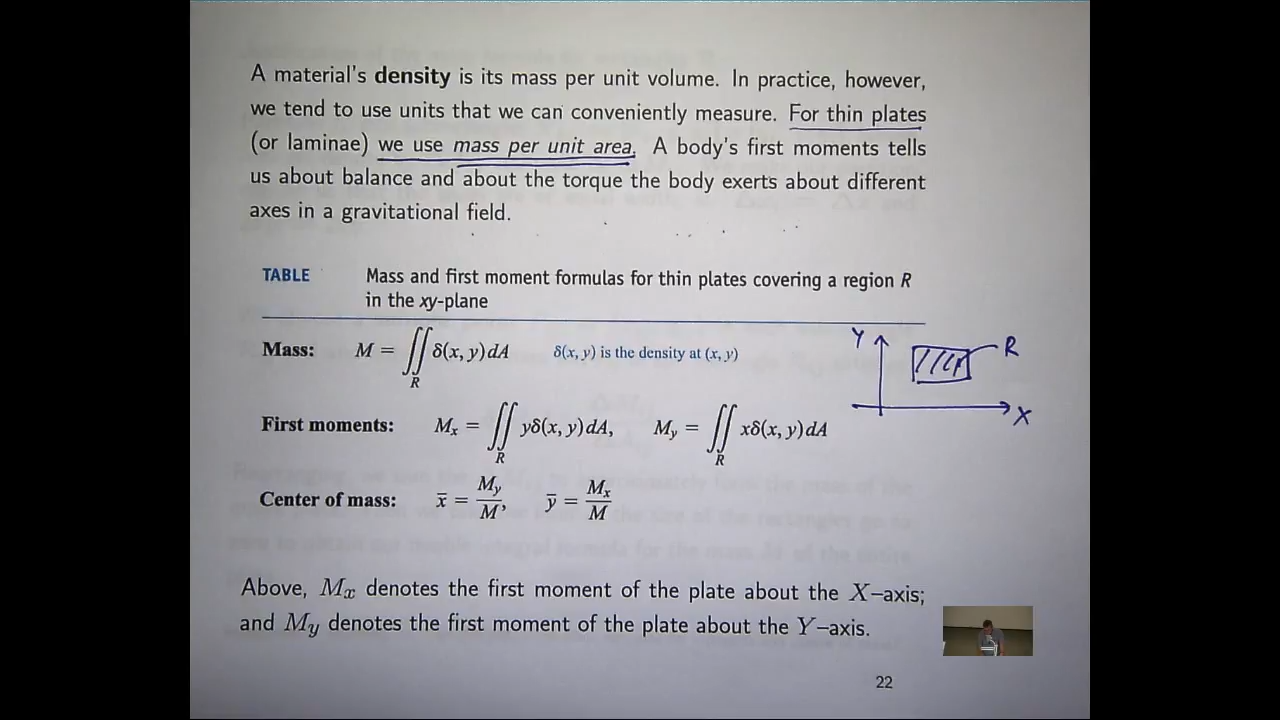 A material's density is its mass per unit volume. In practice, however,
we tend to use units that we can conveniently measure. For thin plates
(or laminae) we use mass per unit area. A body's first moments tells
us about balance and about the torque the body exerts about different
axes in a gravitational field.
TABLE Mass and first moment formulas for thin plates covering a region R
in the xy-plane
Mass: M = ∬_R δ(x, y) dA δ(x, y) is the density at (x, y)
Y
R
First moments: M_x = ∬_R yδ(x, y) dA, M_y = ∬_R xδ(x, y) dA
X
Center of mass: x̄ = M_y/M, ȳ = M_x/M
Above, M_x denotes the first moment of the plate about the X–axis;
and M_y denotes the first moment of the plate about the Y–axis.
22